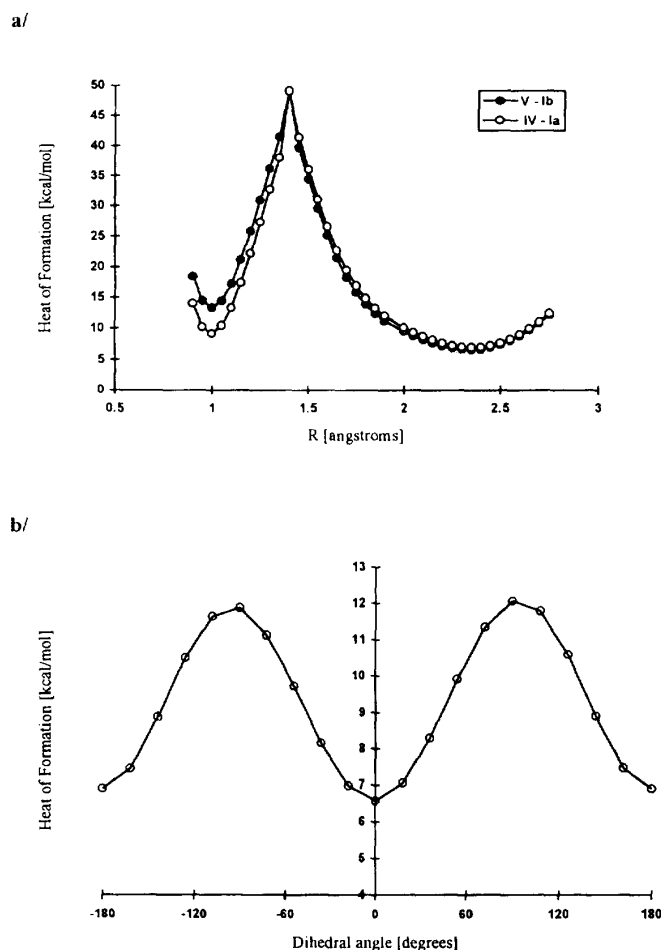 a/
50
45
40
35
30
25
20
15
10
5
0
Heat of Formation [kcal/mol]
V - Ib
IV - Ia
0.5 1 1.5 2 2.5 3
R [angstroms]
b/
13
12
11
10
9
8
7
6
5
4
Heat of Formation [kcal/mol]
-180 -120 -60 0 60 120 180
Dihedral angle [degrees]